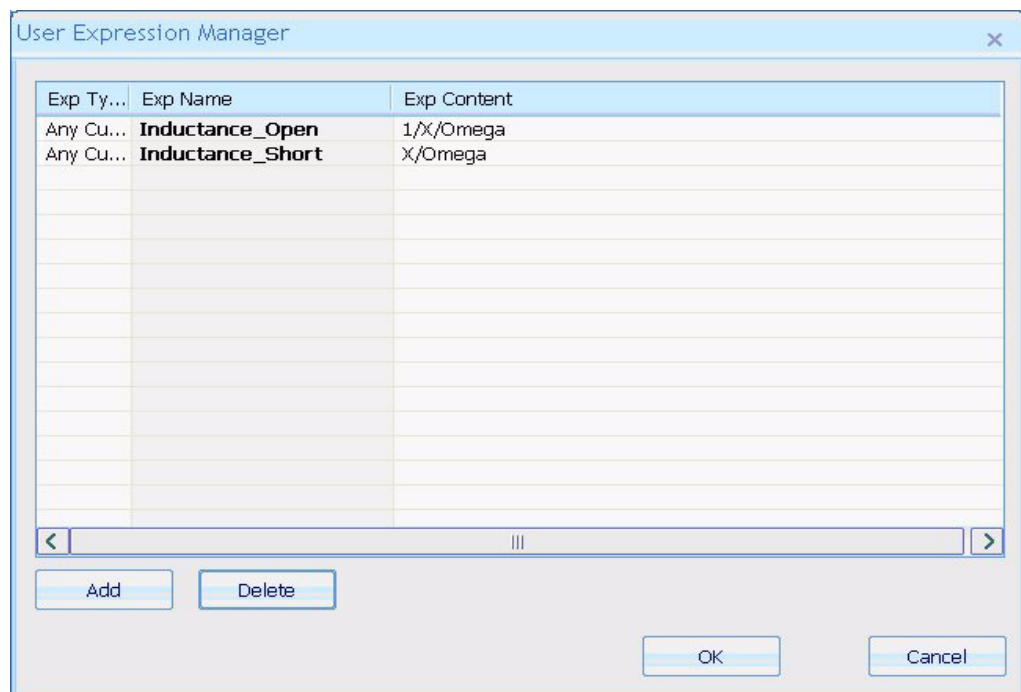 User Expression Manager
Exp Ty... Exp Name Exp Content
Any Cu... Inductance_Open 1/X/Omega
Any Cu... Inductance_Short X/Omega
Add Delete
OK Cancel